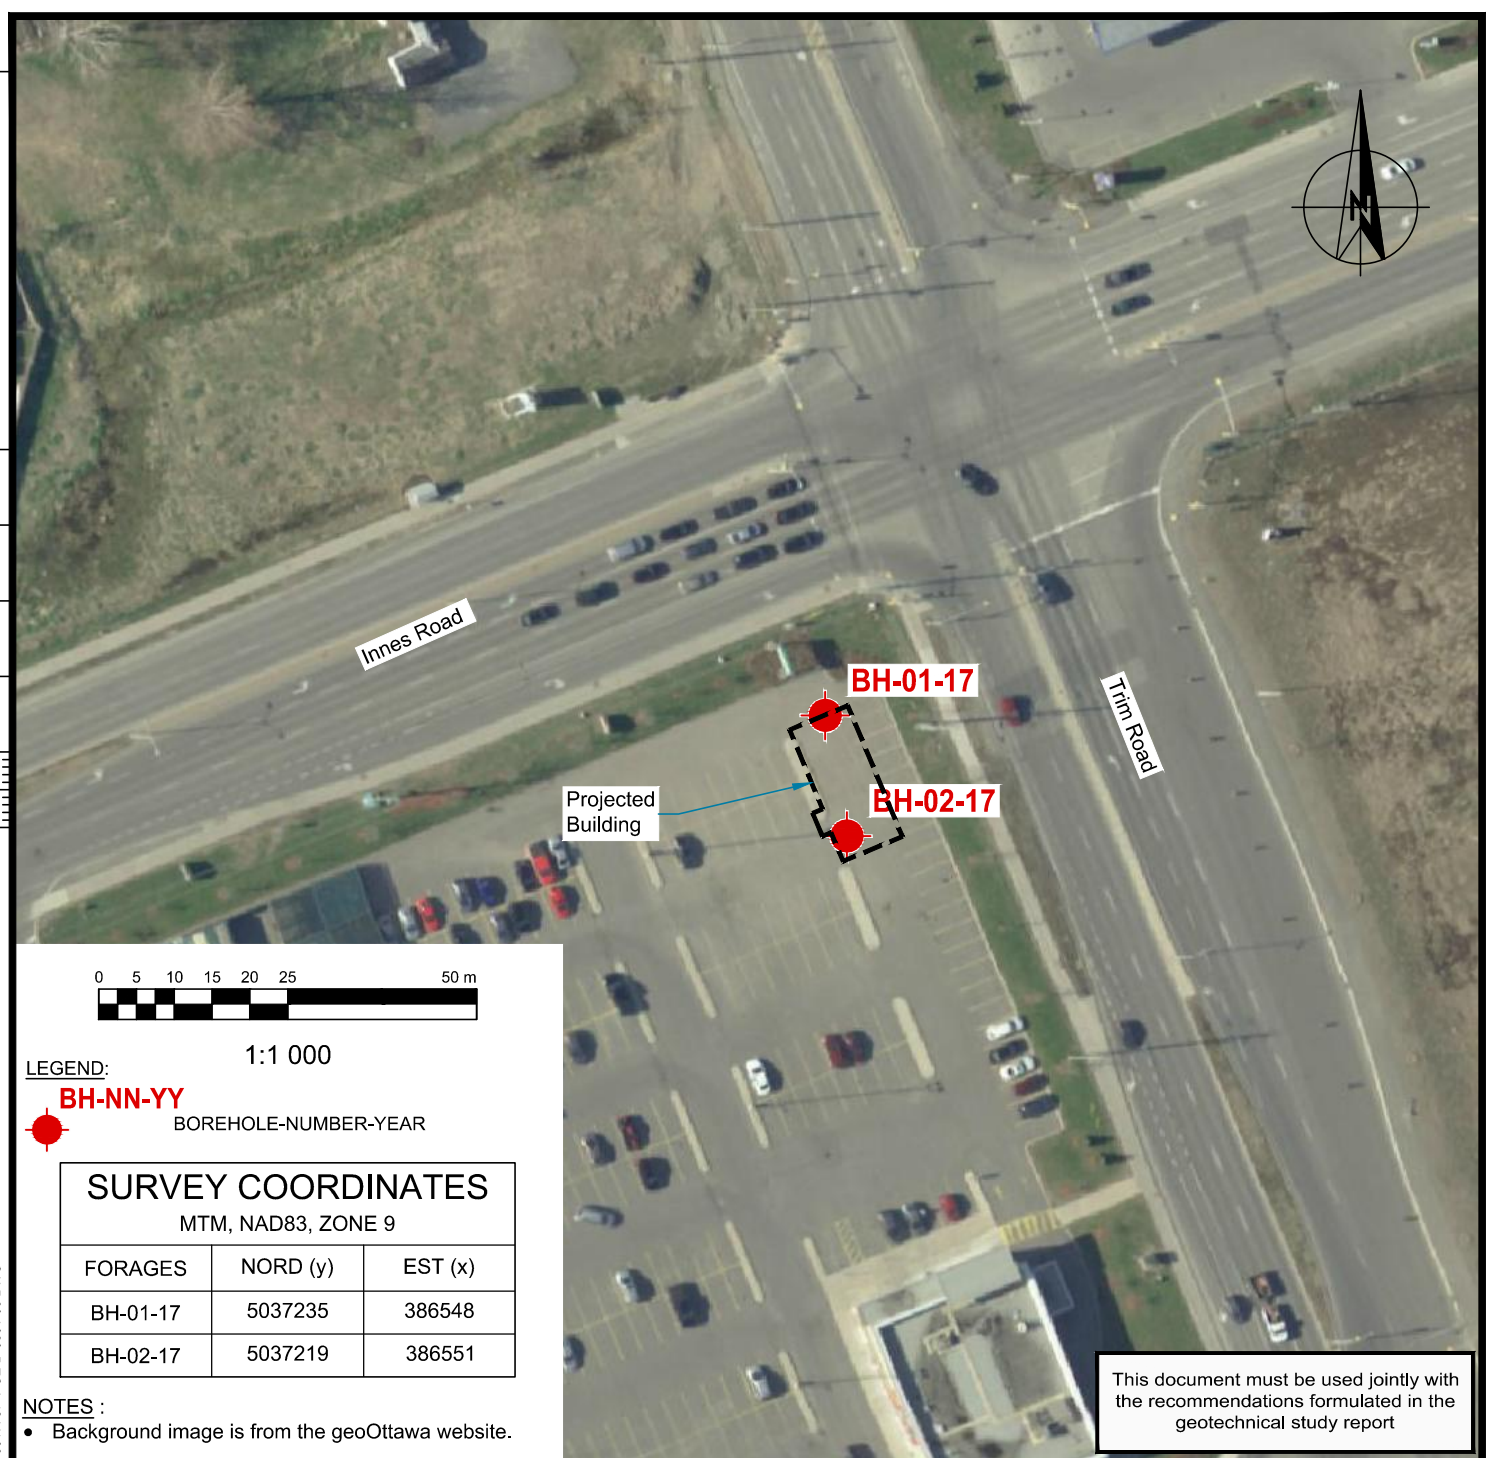 N
Innes Road
BH-01-17
Trim Road
Projected
Building
BH-02-17
0 5 10 15 20 25 50 m
1:1 000
LEGEND:
BH-NN-YY
BOREHOLE-NUMBER-YEAR
SURVEY COORDINATES
MTM, NAD83, ZONE 9
FORAGES NORD (y) EST (x)
BH-01-17 5037235 386548
BH-02-17 5037219 386551
NOTES :
• Background image is from the geoOttawa website.
This document must be used jointly with
the recommendations formulated in the
geotechnical study report